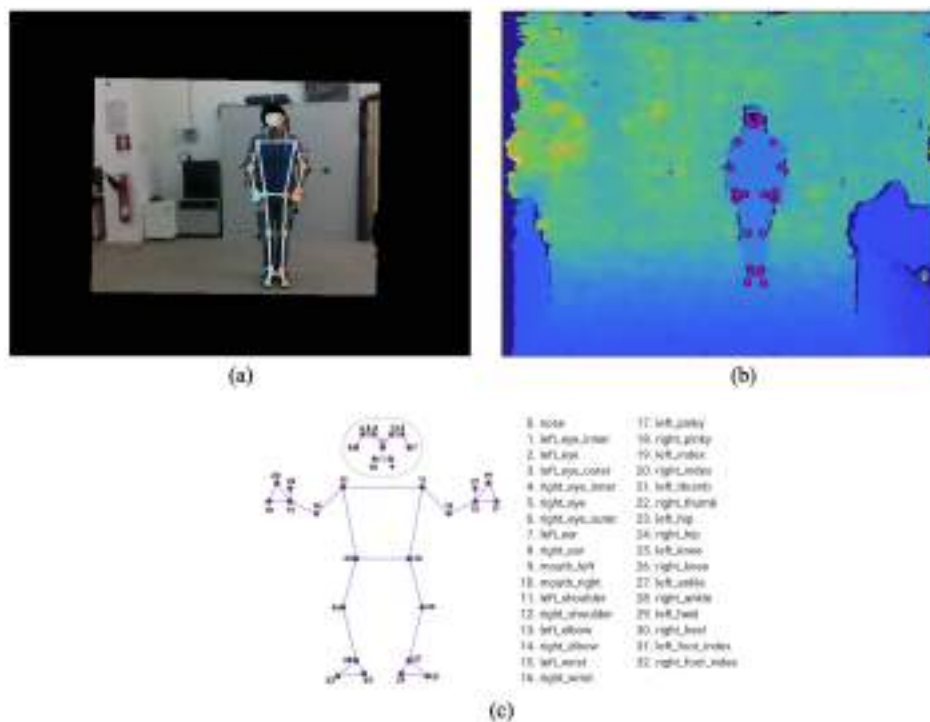 (a)
(b)
0. nose
1. left_eye_inner
2. left_eye
3. left_eye_outer
4. right_eye_inner
5. right_eye
6. right_eye_outer
7. left_ear
8. right_ear
9. mouth_left
10. mouth_right
11. left_shoulder
12. right_shoulder
13. left_elbow
14. right_elbow
15. left_wrist
16. right_wrist
17. left_pinky
18. right_pinky
19. left_index
20. right_index
21. left_thumb
22. right_thumb
23. left_hip
24. right_hip
25. left_knee
26. right_knee
27. left_ankle
28. right_ankle
29. left_heel
30. right_heel
31. left_foot_index
32. right_foot_index
(c)